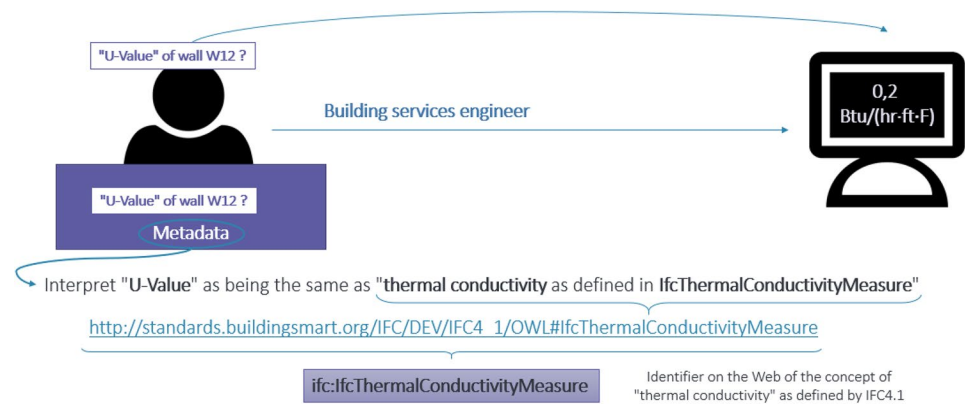 "U-Value" of wall W12 ?
Building services engineer
0,2
Btu/(hr·ft·F)
"U-Value" of wall W12 ?
Metadata
Interpret "U-Value" as being the same as "thermal conductivity as defined in IfcThermalConductivityMeasure"
http://standards.buildingsmart.org/IFC/DEV/IFC4_1/OWL#IfcThermalConductivityMeasure
ifc:IfcThermalConductivityMeasure
Identifier on the Web of the concept of
"thermal conductivity" as defined by IFC4.1